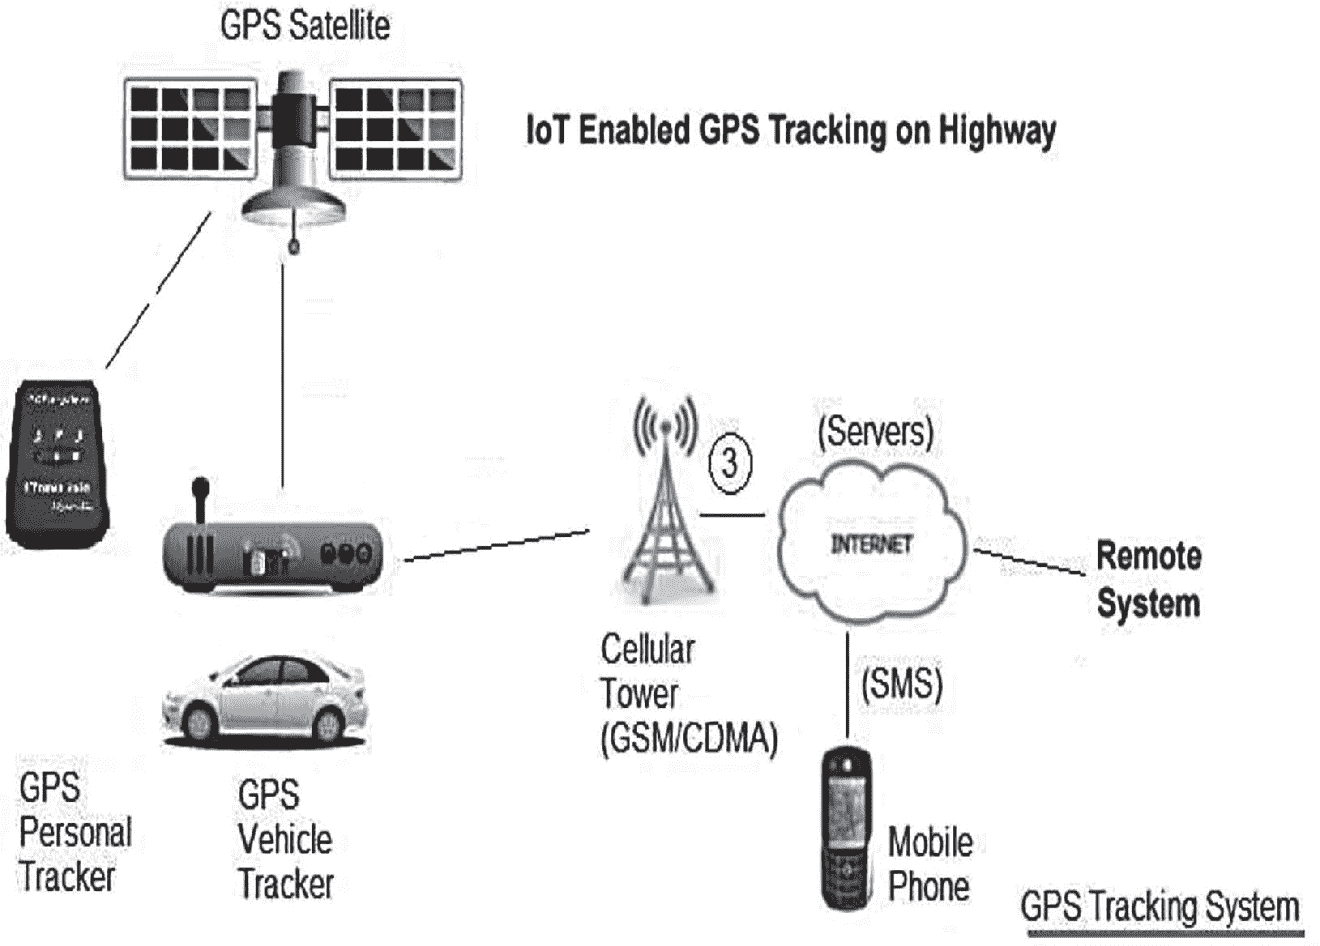 GPS Satellite
IoT Enabled GPS Tracking on Highway
3
(Servers)
INTERNET
Remote
System
Cellular
Tower
(GSM/CDMA)
(SMS)
GPS
Personal
Tracker
GPS
Vehicle
Tracker
Mobile
Phone
GPS Tracking System